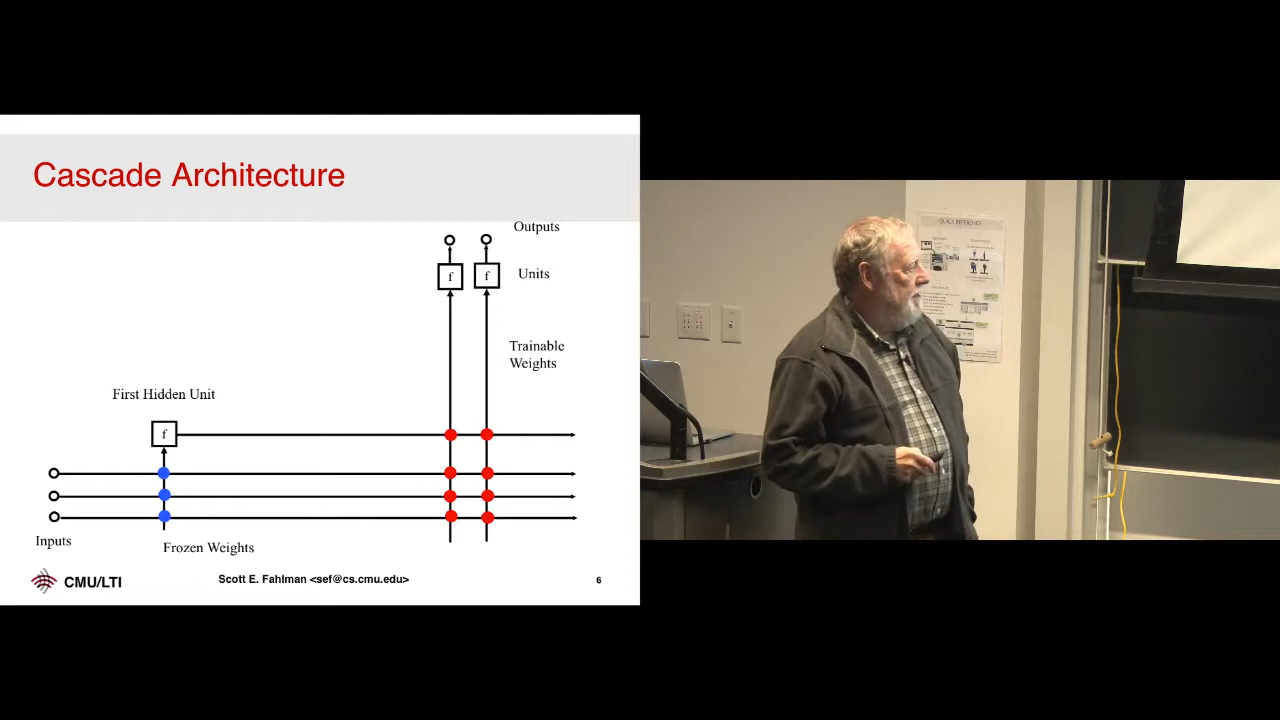 Cascade Architecture
Outputs
f
f
Units
Trainable
Weights
First Hidden Unit
f
Inputs
Frozen Weights
CMU/LTI
Scott E. Fahlman <sef@cs.cmu.edu>
6
QUICK REFERENCE